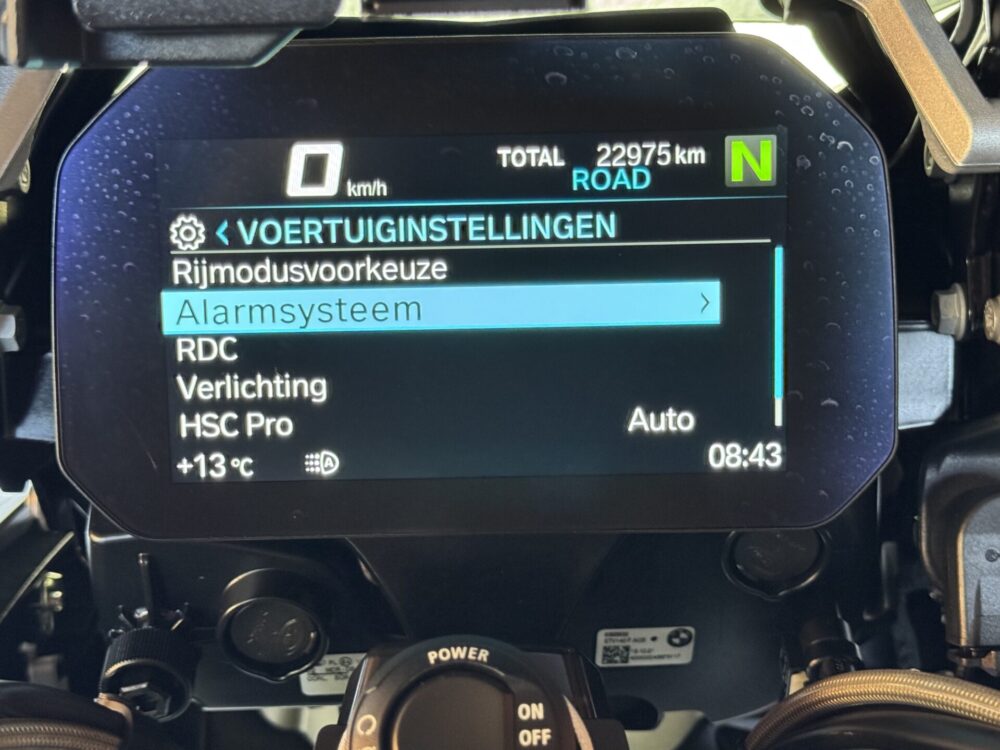 0 km/h
TOTAL 22975 km
ROAD
N
< VOERTUIGINSTELLINGEN
Rijmodusvoorkeuze
Alarmsysteem >
RDC
Verlichting
HSC Pro Auto
+13 °C A 08:43
POWER
ON
OFF